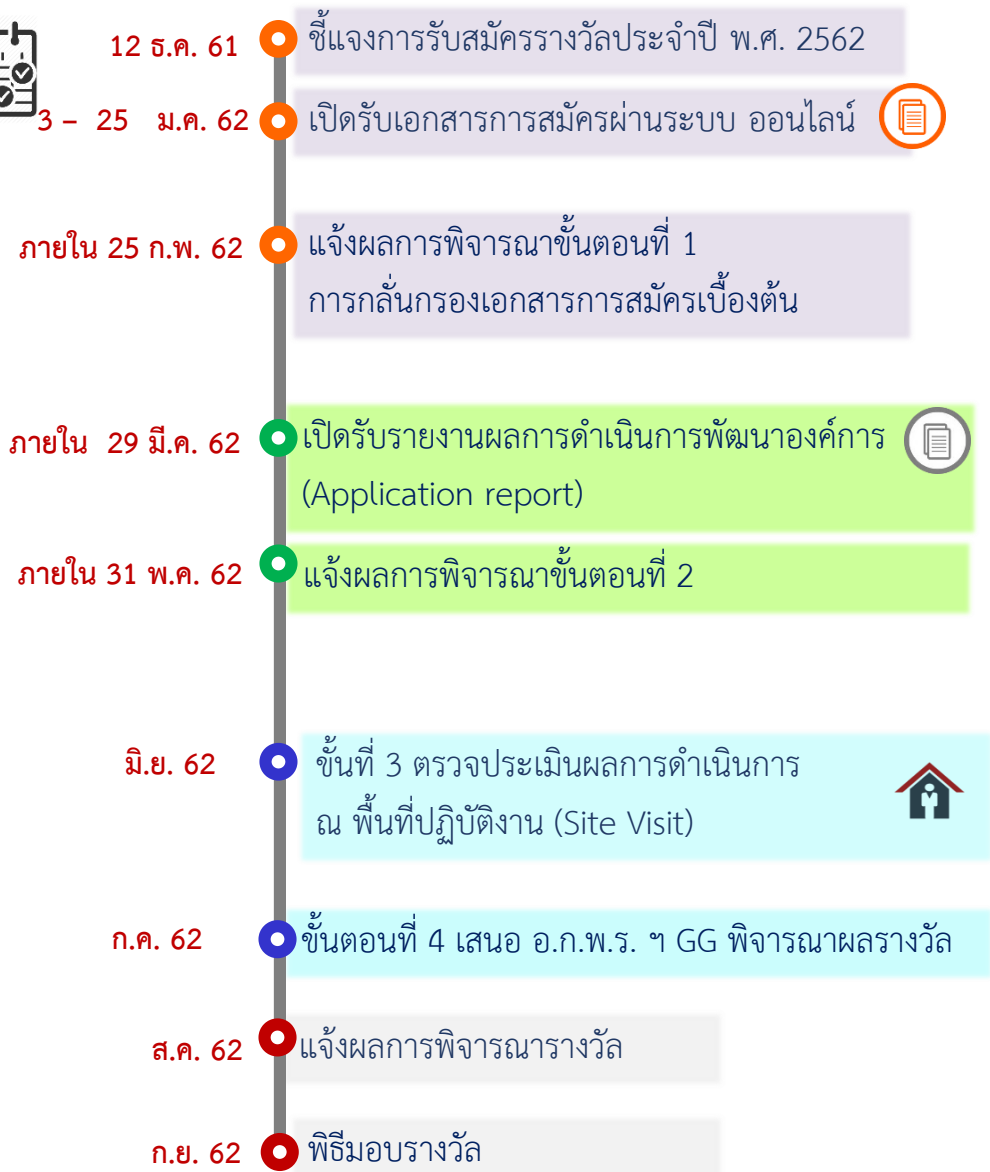 12 ธ.ค. 61 ชี้แจงการรับสมัครรางวัลประจำปี พ.ศ. 2562
3 – 25 ม.ค. 62 เปิดรับเอกสารการสมัครผ่านระบบ ออนไลน์
ภายใน 25 ก.พ. 62 แจ้งผลการพิจารณาขั้นตอนที่ 1
การกลั่นกรองเอกสารการสมัครเบื้องต้น
ภายใน 29 มี.ค. 62 เปิดรับรายงานผลการดำเนินการพัฒนาองค์การ
(Application report)
ภายใน 31 พ.ค. 62 แจ้งผลการพิจารณาขั้นตอนที่ 2
มิ.ย. 62 ขั้นที่ 3 ตรวจประเมินผลการดำเนินการ
ณ พื้นที่ปฏิบัติงาน (Site Visit)
ก.ค. 62 ขั้นตอนที่ 4 เสนอ อ.ก.พ.ร. ฯ GG พิจารณาผลรางวัล
ส.ค. 62 แจ้งผลการพิจารณารางวัล
ก.ย. 62 พิธีมอบรางวัล